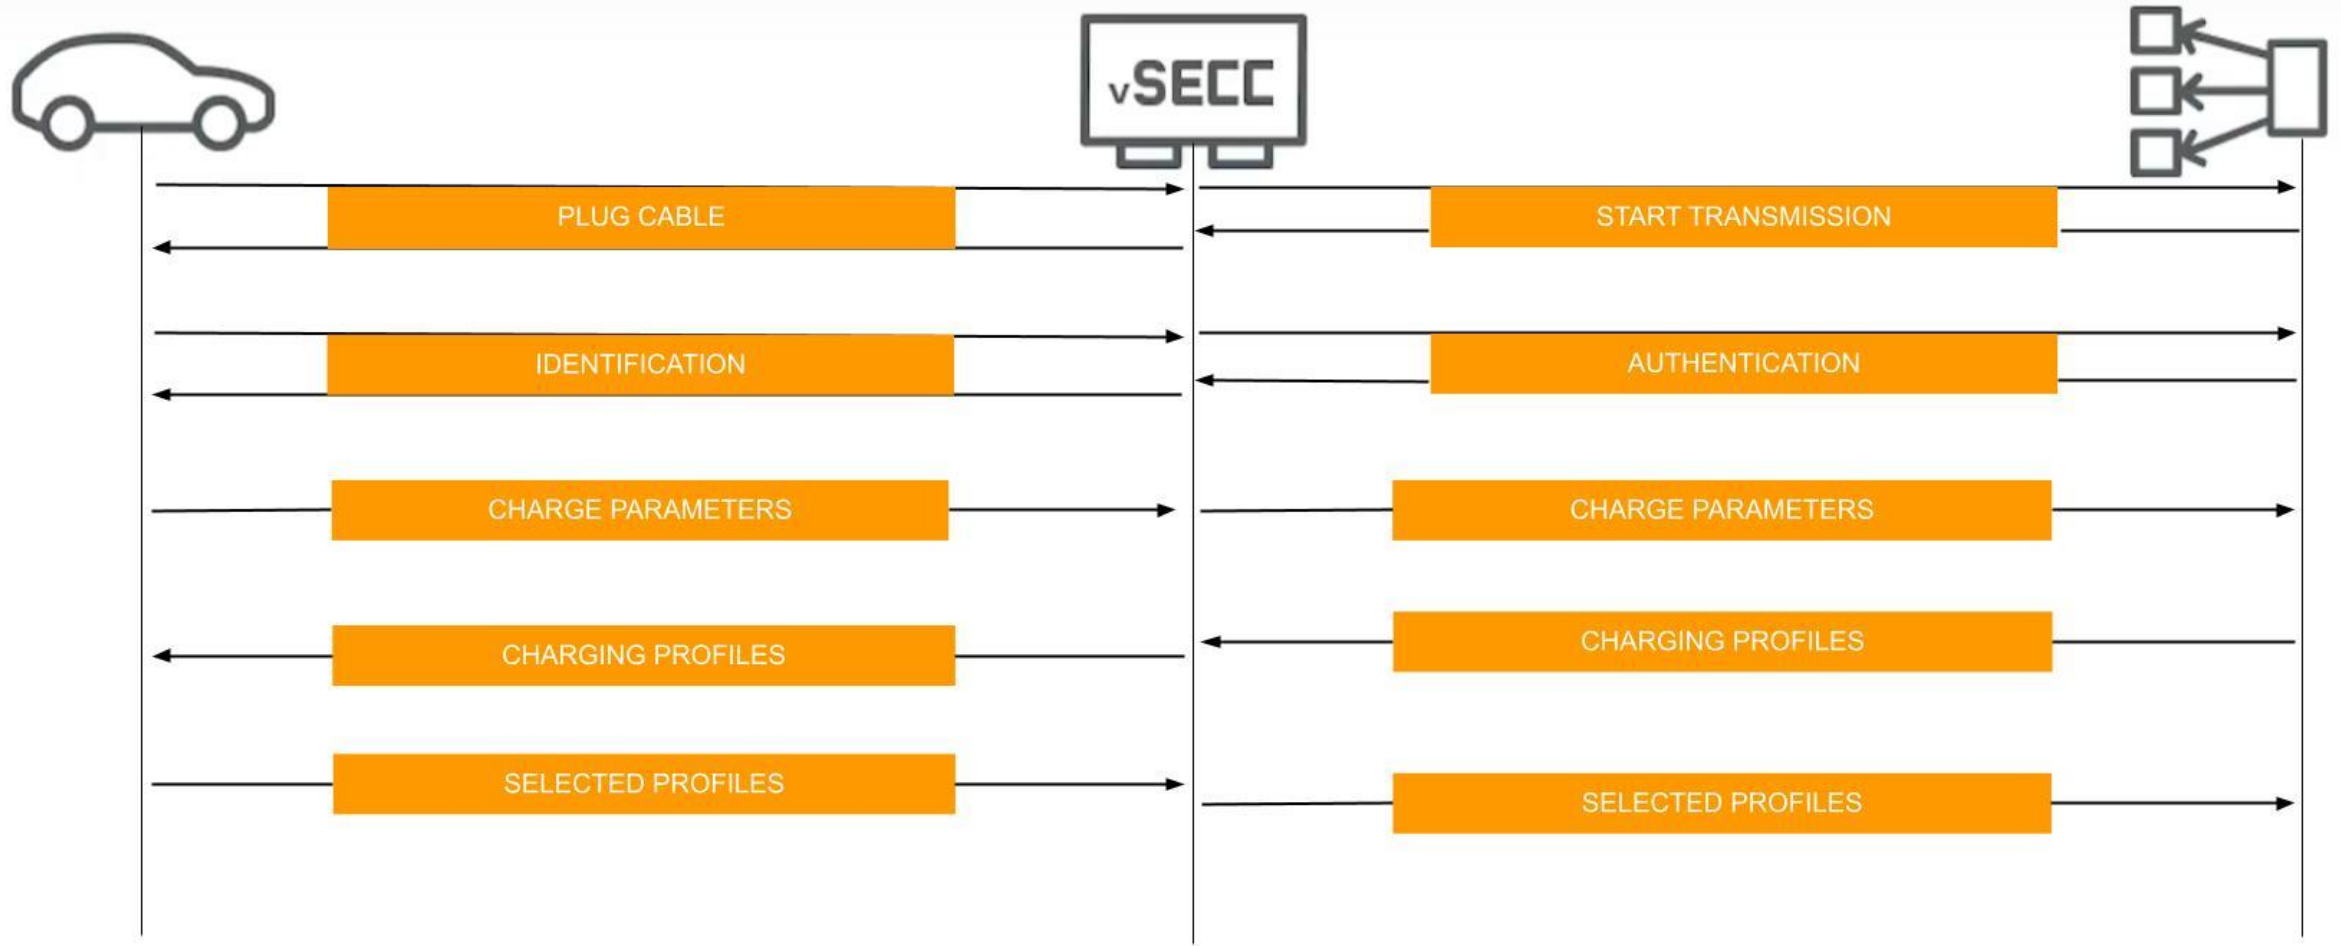 vSECC
PLUG CABLE
START TRANSMISSION
IDENTIFICATION
AUTHENTICATION
CHARGE PARAMETERS
CHARGE PARAMETERS
CHARGING PROFILES
CHARGING PROFILES
SELECTED PROFILES
SELECTED PROFILES